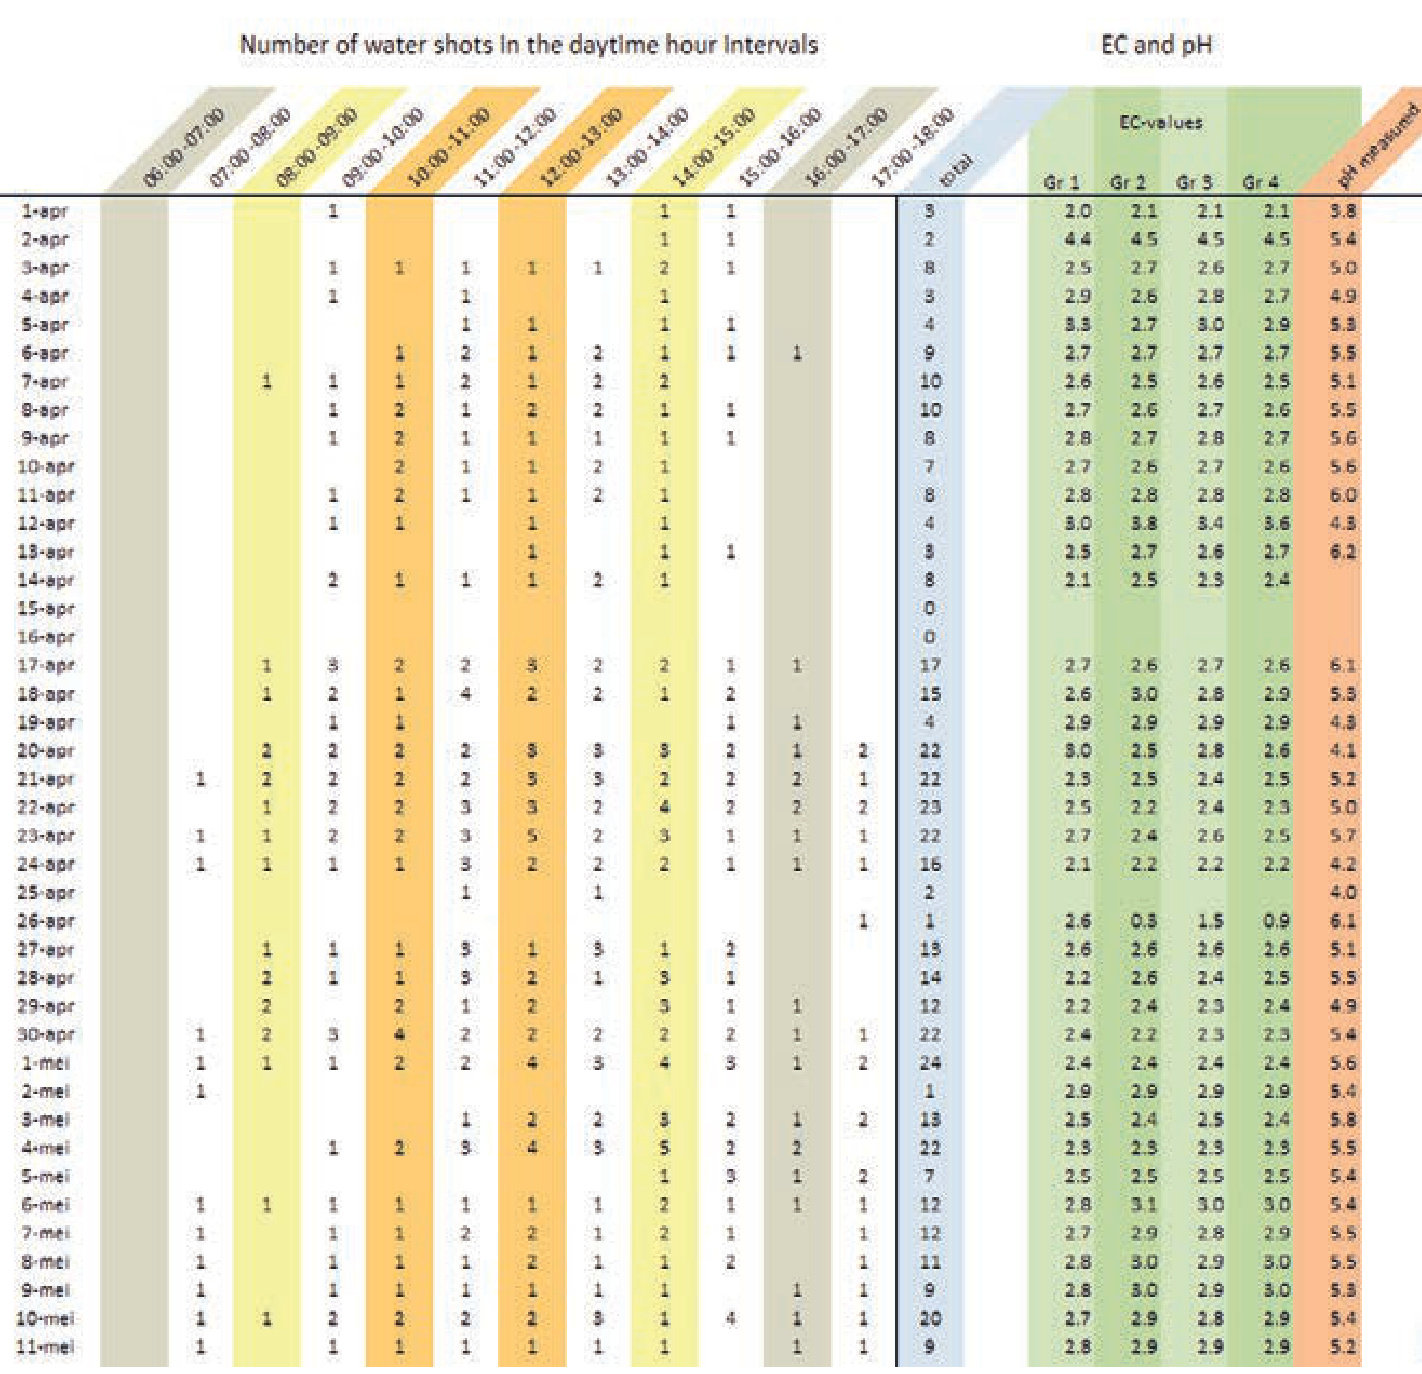 Number of water shots in the daytime hour intervals EC and pH
06:00-07:00 07:00-08:00 08:00-09:00 09:00-10:00 10:00-11:00 11:00-12:00 12:00-13:00 13:00-14:00 14:00-15:00 15:00-16:00 16:00-17:00 17:00-18:00 total pH measured
EC-values
Gr 1 Gr 2 Gr 3 Gr 4
1-apr 1 1 1 3 2.0 2.1 2.1 2.1 3.8
2-apr 1 1 2 4.4 4.5 4.5 4.5 5.4
3-apr 1 1 1 1 1 2 1 8 2.5 2.7 2.6 2.7 5.0
4-apr 1 1 1 3 2.9 2.6 2.8 2.7 4.9
5-apr 1 1 1 1 4 3.3 2.7 3.0 2.9 5.3
6-apr 1 2 1 2 1 1 1 9 2.7 2.7 2.7 2.7 5.5
7-apr 1 1 1 2 1 2 2 10 2.6 2.5 2.6 2.5 5.1
8-apr 1 2 1 2 2 1 1 10 2.7 2.6 2.7 2.6 5.5
9-apr 1 2 1 1 1 1 1 8 2.8 2.7 2.8 2.7 5.6
10-apr 2 1 1 2 1 7 2.7 2.6 2.7 2.6 5.6
11-apr 1 2 1 1 2 1 8 2.8 2.8 2.8 2.8 6.0
12-apr 1 1 1 1 4 3.0 3.8 3.4 3.6 4.3
13-apr 1 1 1 3 2.5 2.7 2.6 2.7 6.2
14-apr 2 1 1 1 2 1 8 2.1 2.5 2.3 2.4
15-apr 0
16-apr 0
17-apr 1 3 2 2 3 2 2 1 1 17 2.7 2.6 2.7 2.6 6.1
18-apr 1 2 1 4 2 2 1 2 15 2.6 3.0 2.8 2.9 5.3
19-apr 1 1 1 1 4 2.9 2.9 2.9 2.9 4.3
20-apr 2 2 2 2 3 3 3 2 1 2 22 3.0 2.5 2.8 2.6 4.1
21-apr 1 2 2 2 2 3 3 2 2 2 1 22 2.3 2.5 2.4 2.5 5.2
22-apr 1 2 2 3 3 2 4 2 2 2 23 2.5 2.2 2.4 2.3 5.0
23-apr 1 1 2 2 3 5 2 3 1 1 1 22 2.7 2.4 2.6 2.5 5.7
24-apr 1 1 1 1 3 2 2 2 1 1 1 16 2.1 2.2 2.2 2.2 4.2
25-apr 1 1 2 4.0
26-apr 1 1 2.6 0.3 1.5 0.9 6.1
27-apr 1 1 1 3 1 3 1 2 13 2.6 2.6 2.6 2.6 5.1
28-apr 2 1 1 3 2 1 3 1 14 2.2 2.6 2.4 2.5 5.5
29-apr 2 2 1 2 3 1 1 12 2.2 2.4 2.3 2.4 4.9
30-apr 1 2 3 4 2 2 2 2 2 1 1 22 2.4 2.2 2.3 2.3 5.4
1-mei 1 1 1 2 2 4 3 4 3 1 2 24 2.4 2.4 2.4 2.4 5.6
2-mei 1 1 2.9 2.9 2.9 2.9 5.4
3-mei 1 2 2 3 2 1 2 13 2.5 2.4 2.5 2.4 5.8
4-mei 1 2 3 4 3 5 2 2 22 2.3 2.3 2.3 2.3 5.5
5-mei 1 3 1 2 7 2.5 2.5 2.5 2.5 5.4
6-mei 1 1 1 1 1 1 1 2 1 1 1 12 2.8 3.1 3.0 3.0 5.4
7-mei 1 1 1 2 2 1 2 1 1 12 2.7 2.9 2.8 2.9 5.5
8-mei 1 1 1 1 2 1 1 2 1 11 2.8 3.0 2.9 3.0 5.5
9-mei 1 1 1 1 1 1 1 1 1 9 2.8 3.0 2.9 3.0 5.3
10-mei 1 1 2 2 2 2 3 1 4 1 1 20 2.7 2.9 2.8 2.9 5.4
11-mei 1 1 1 1 1 1 1 1 1 9 2.8 2.9 2.9 2.9 5.2